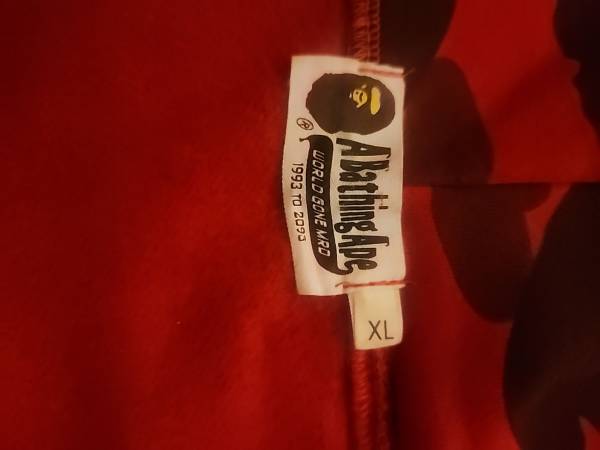 A Bathing Ape
®
WORLD GONE MAD
1993 TO 2093
XL